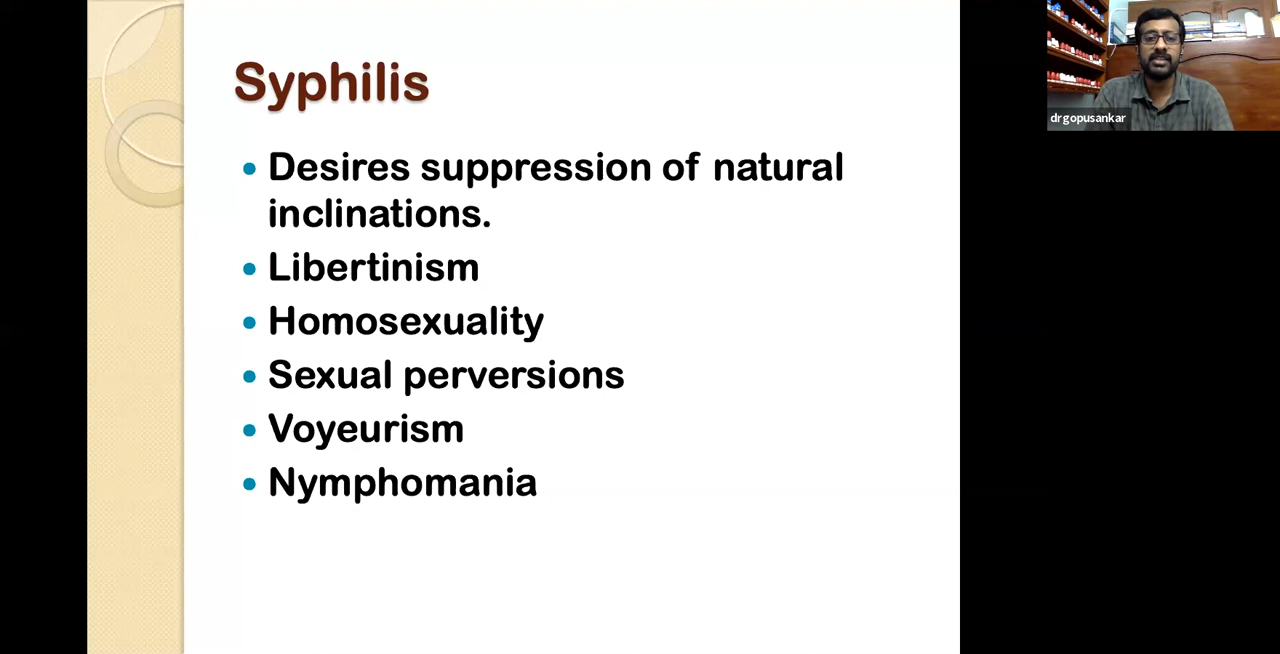 Syphilis
Desires suppression of natural
inclinations.
Libertinism
Homosexuality
Sexual perversions
Voyeurism
Nymphomania
drgopusankar